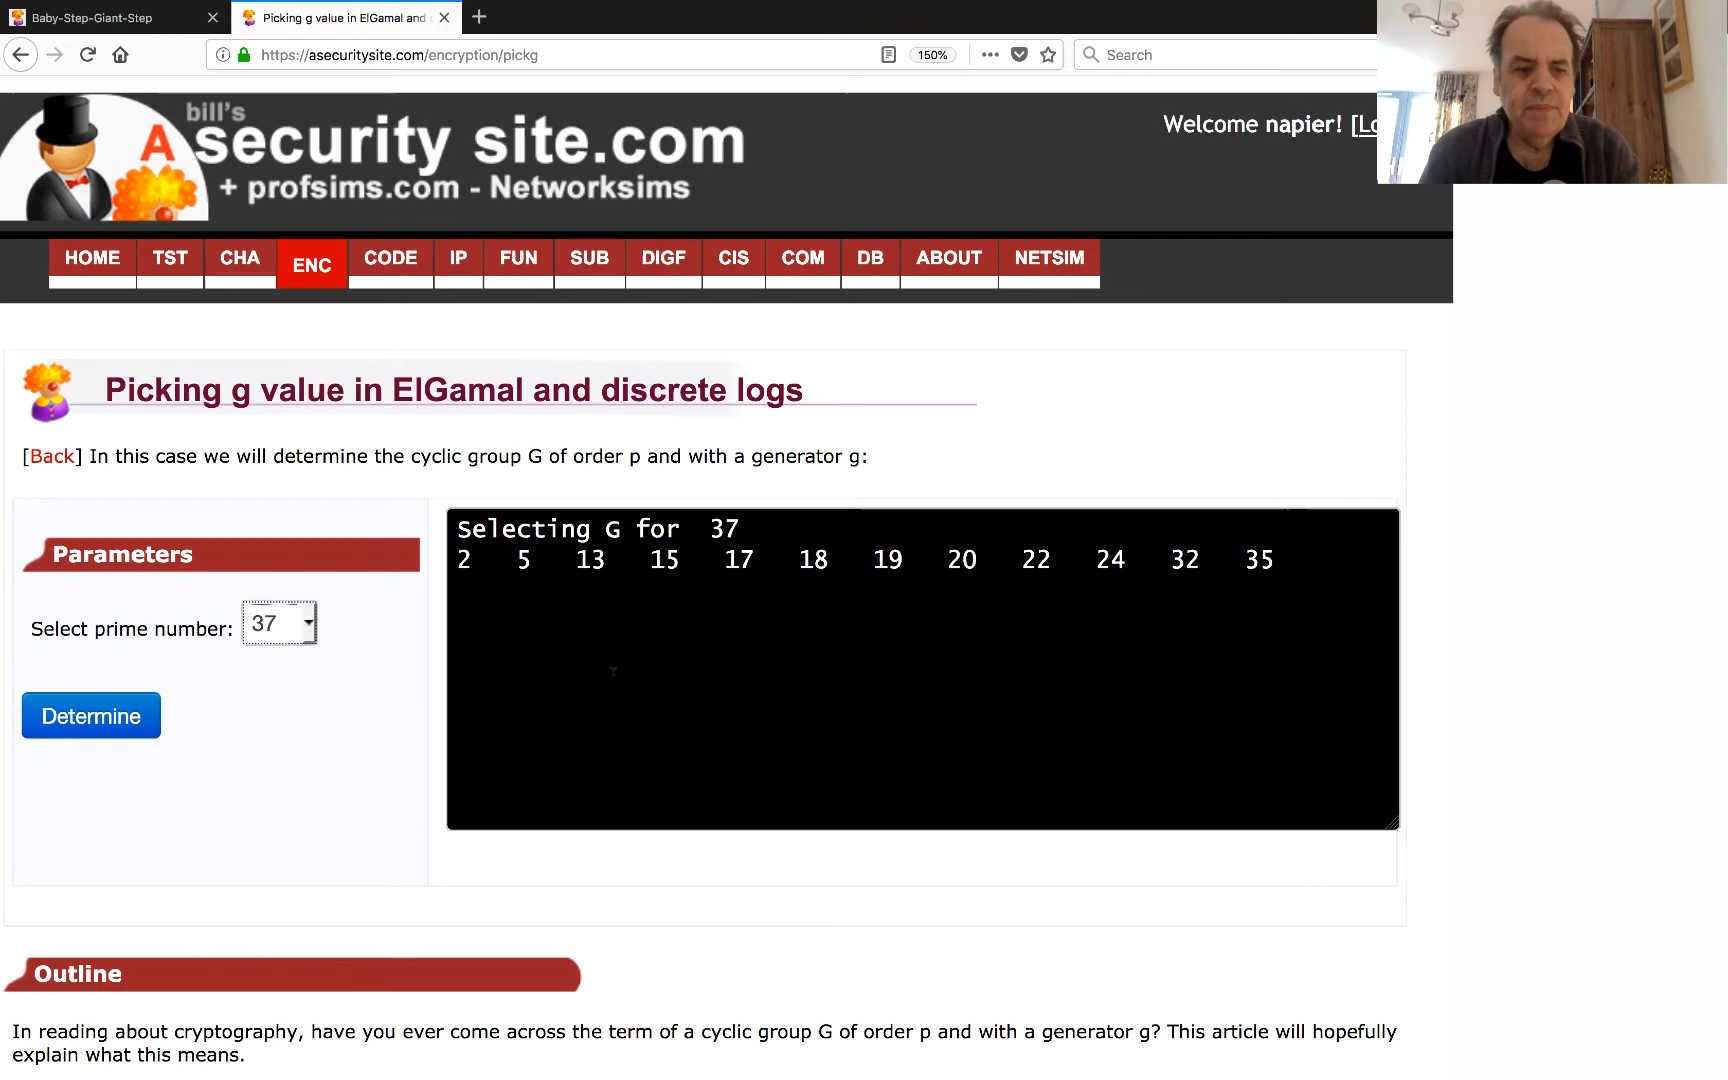 Baby-Step-Giant-Step
Picking g value in ElGamal and
https://asecuritysite.com/encryption/pickg
150%
Search
bill's
A security site.com
+ profsims.com - Networksims
Welcome napier! [Lo
HOME TST CHA ENC CODE IP FUN SUB DIGF CIS COM DB ABOUT NETSIM
Picking g value in ElGamal and discrete logs
[Back] In this case we will determine the cyclic group G of order p and with a generator g:
Parameters
Select prime number: 37
Determine
Selecting G for 37
2 5 13 15 17 18 19 20 22 24 32 35
Outline
In reading about cryptography, have you ever come across the term of a cyclic group G of order p and with a generator g? This article will hopefully
explain what this means.